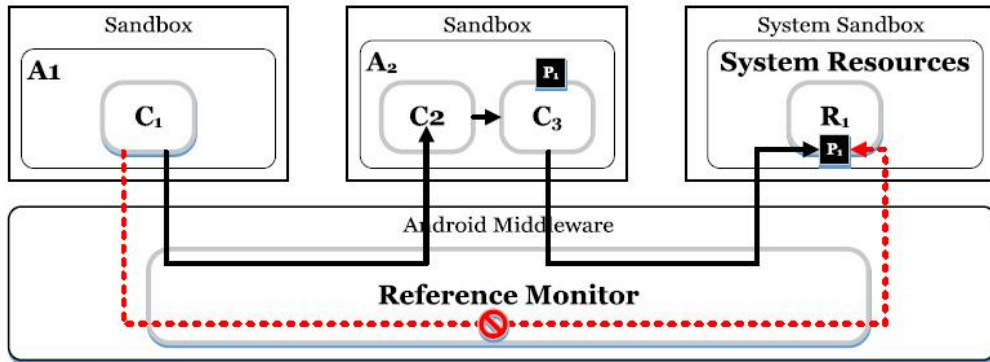 Sandbox
Sandbox
System Sandbox
A1
A₂
System Resources
P₁
C₁
C2
C₃
R₁
P₁
Android Middleware
Reference Monitor